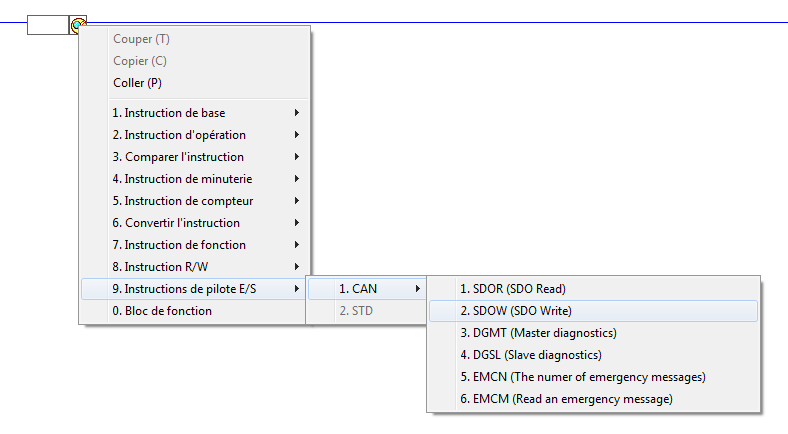 Couper (T)
Copier (C)
Coller (P)
1. Instruction de base
2. Instruction d'opération
3. Comparer l'instruction
4. Instruction de minuterie
5. Instruction de compteur
6. Convertir l'instruction
7. Instruction de fonction
8. Instruction R/W
9. Instructions de pilote E/S
0. Bloc de fonction
1. CAN
2. STD
1. SDOR (SDO Read)
2. SDOW (SDO Write)
3. DGMT (Master diagnostics)
4. DGSL (Slave diagnostics)
5. EMCN (The numer of emergency messages)
6. EMCM (Read an emergency message)